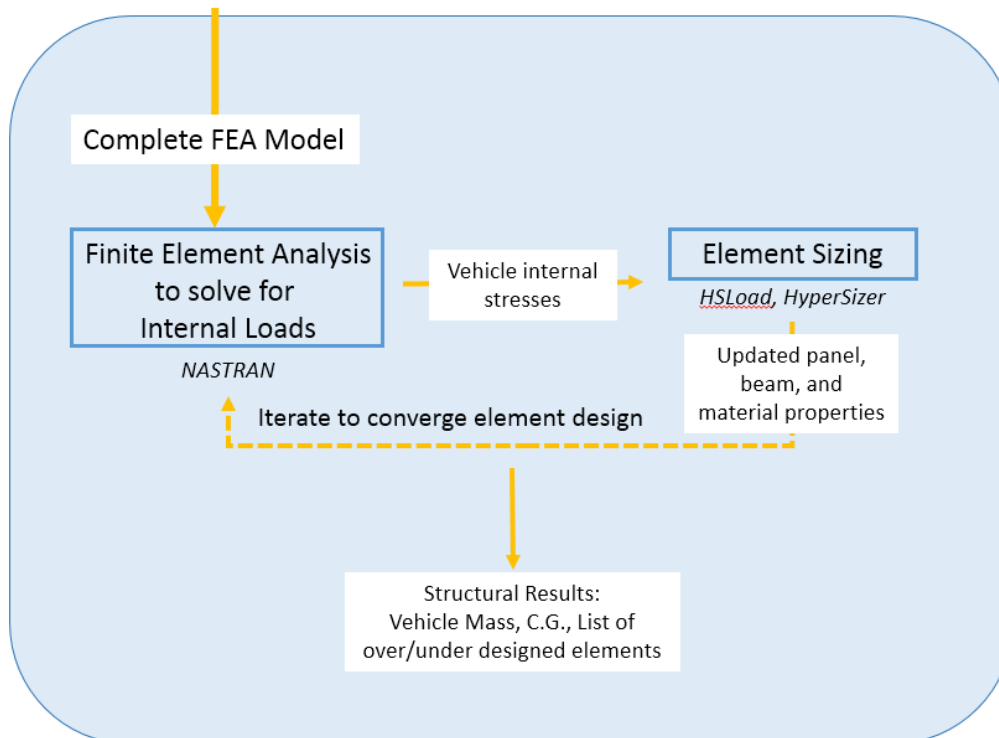 Complete FEA Model
Finite Element Analysis
to solve for
Internal Loads
NASTRAN
Vehicle internal
stresses
Element Sizing
HSLoad, HyperSizer
Updated panel,
beam, and
material properties
Iterate to converge element design
Structural Results:
Vehicle Mass, C.G., List of
over/under designed elements